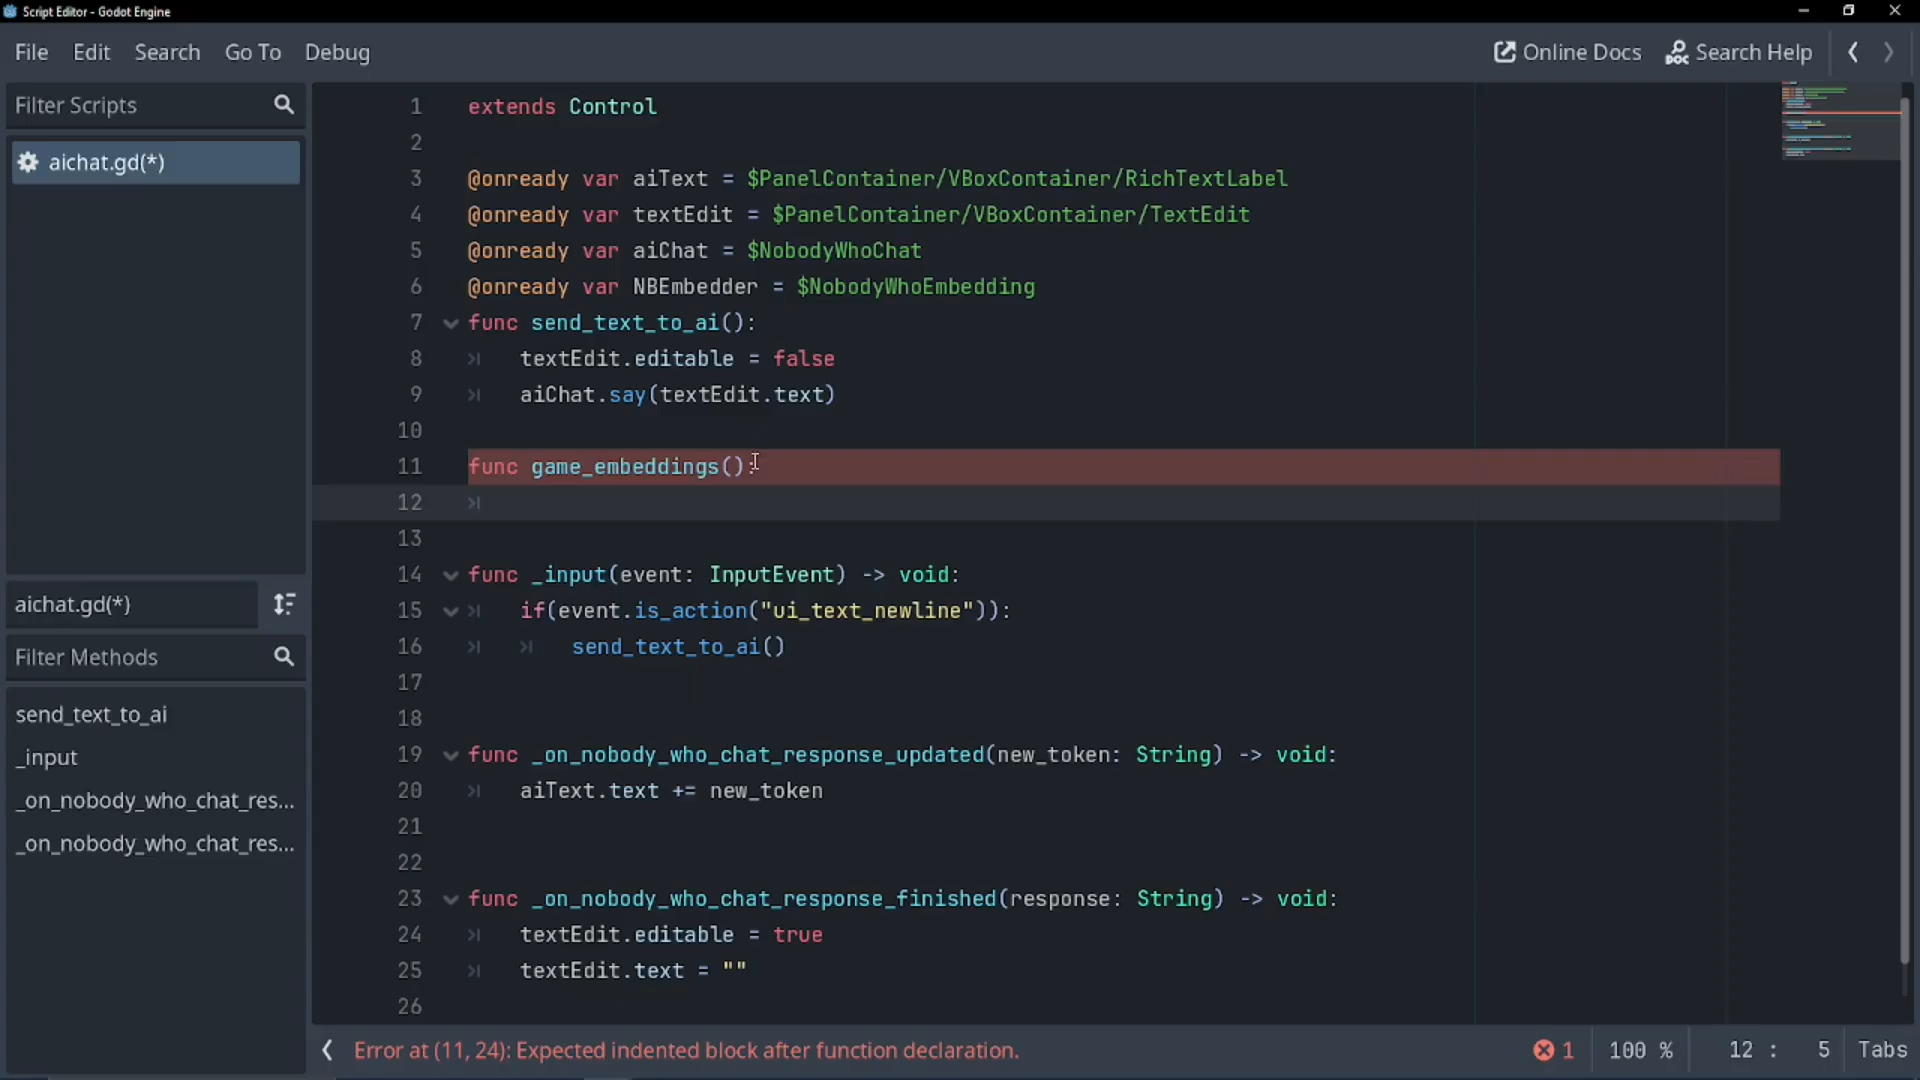 Script Editor - Godot Engine
File Edit Search Go To Debug
Online Docs Search Help
Filter Scripts
aichat.gd(*)
aichat.gd(*)
Filter Methods
send_text_to_ai
_input
_on_nobody_who_chat_res...
_on_nobody_who_chat_res...
1 extends Control
2
3 @onready var aiText = $PanelContainer/VBoxContainer/RichTextLabel
4 @onready var textEdit = $PanelContainer/VBoxContainer/TextEdit
5 @onready var aiChat = $NobodyWhoChat
6 @onready var NBEmbedder = $NobodyWhoEmbedding
7 func send_text_to_ai():
8 textEdit.editable = false
9 aiChat.say(textEdit.text)
10
11 func game_embeddings():
12
13
14 func _input(event: InputEvent) -> void:
15 if(event.is_action("ui_text_newline")):
16 send_text_to_ai()
17
18
19 func _on_nobody_who_chat_response_updated(new_token: String) -> void:
20 aiText.text += new_token
21
22
23 func _on_nobody_who_chat_response_finished(response: String) -> void:
24 textEdit.editable = true
25 textEdit.text = ""
26
Error at (11, 24): Expected indented block after function declaration.
1 100 % 12 : 5 Tabs